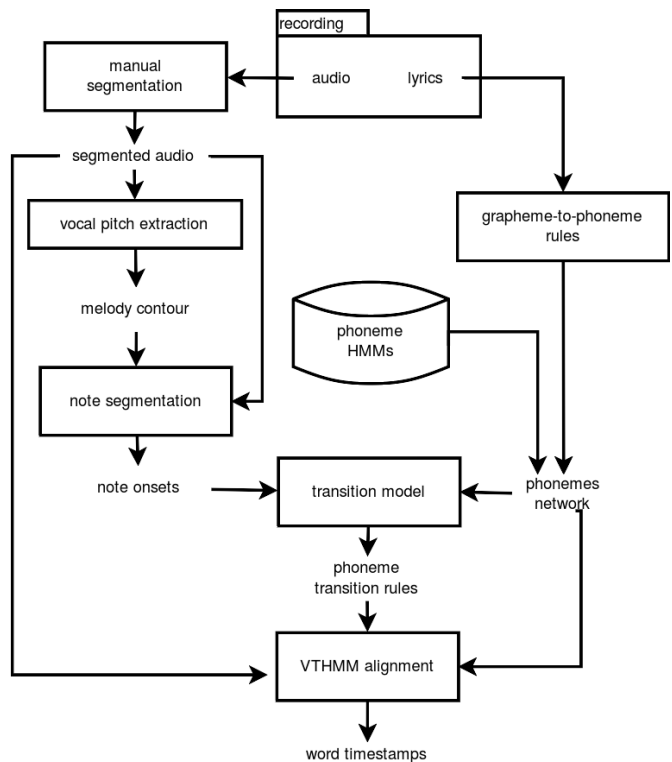 recording
audio
lyrics
manual
segmentation
segmented audio
vocal pitch extraction
grapheme-to-phoneme
rules
melody contour
phoneme
HMMs
note segmentation
note onsets
transition model
phonemes
network
phoneme
transition rules
VTHMM alignment
word timestamps